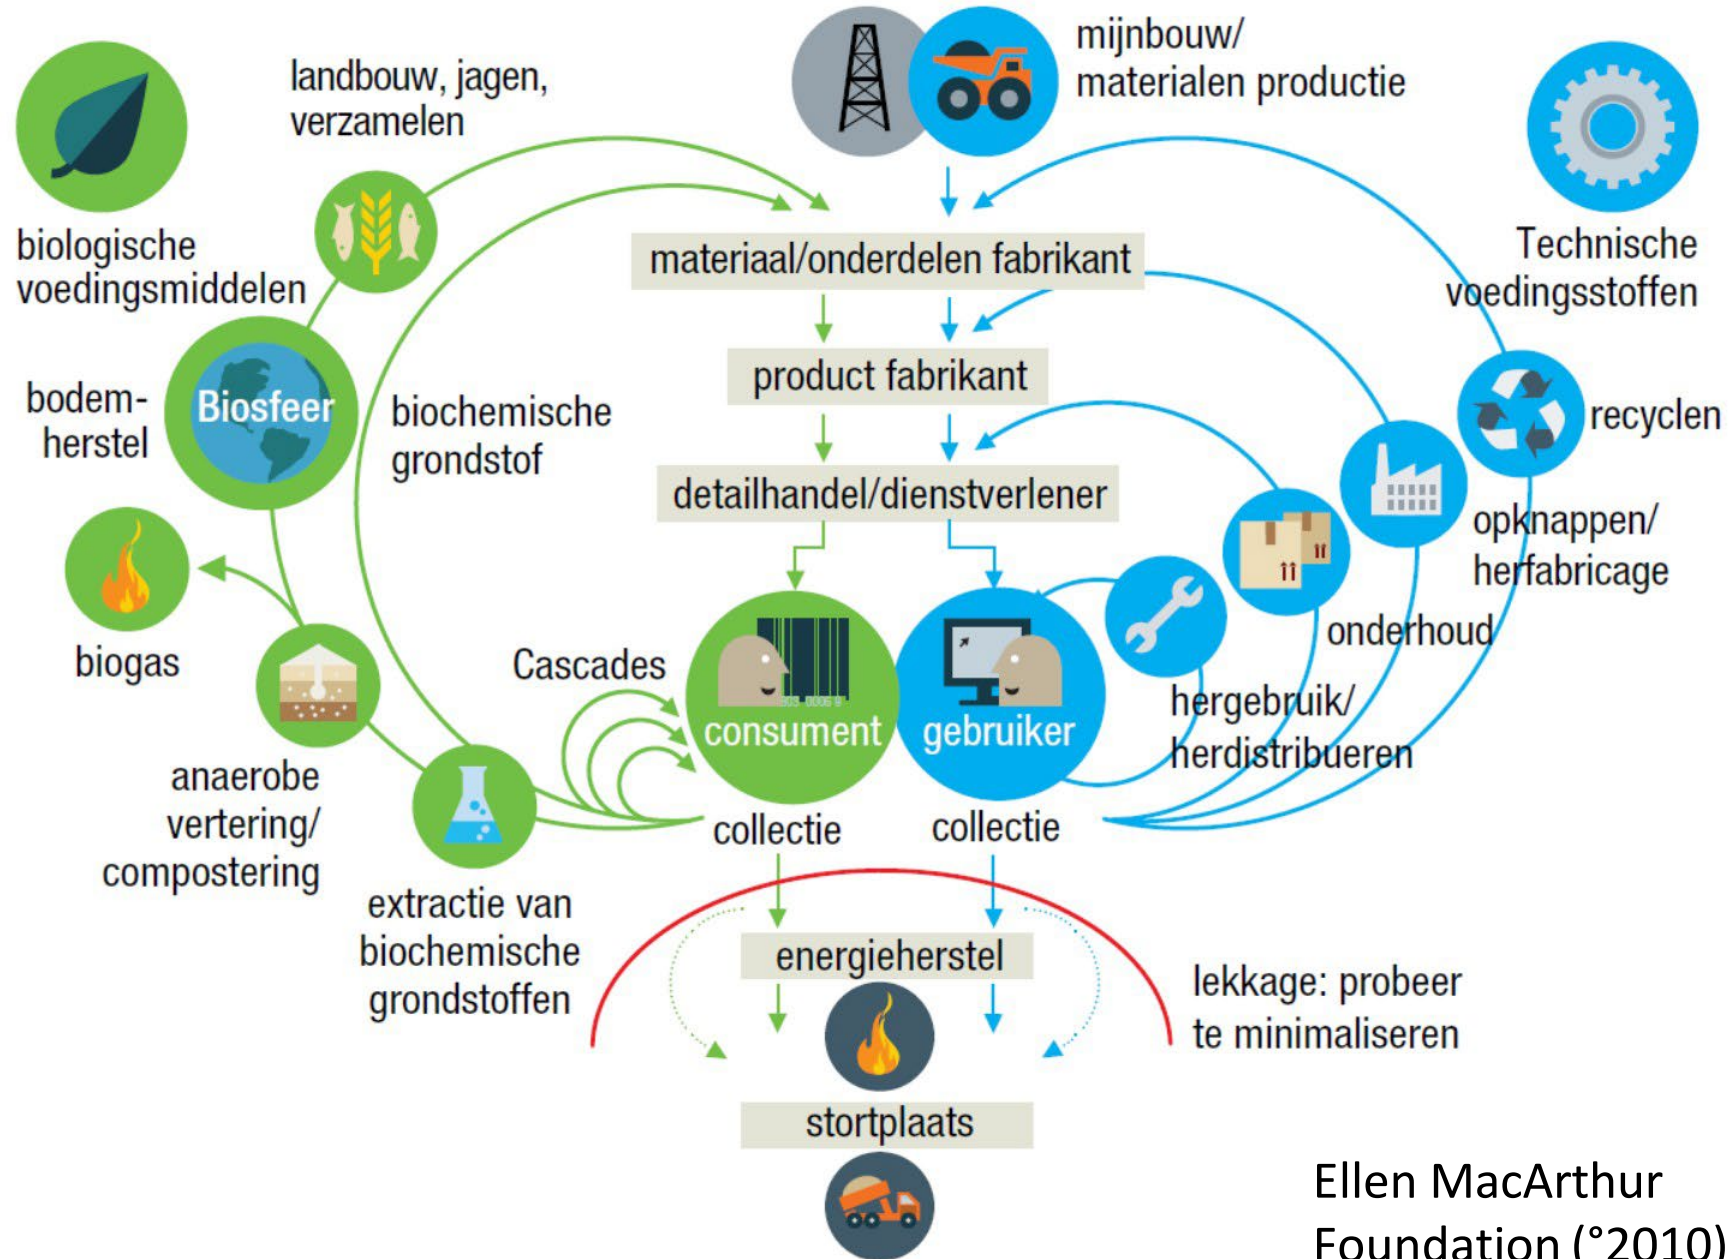 mijnbouw/
materialen productie
landbouw, jagen,
verzamelen
biologische
voedingsmiddelen
Technische
voedingsstoffen
materiaal/onderdelen fabrikant
product fabrikant
detailhandel/dienstverlener
bodem-
herstel
Biosfeer
biochemische
grondstof
recyclen
opknappen/
herfabricage
onderhoud
hergebruik/
herdistribueren
biogas
Cascades
consument
gebruiker
anaerobe
vertering/
compostering
collectie
collectie
extractie van
biochemische
grondstoffen
energieherstel
lekkage: probeer
te minimaliseren
stortplaats
Ellen MacArthur
Foundation (°2010)